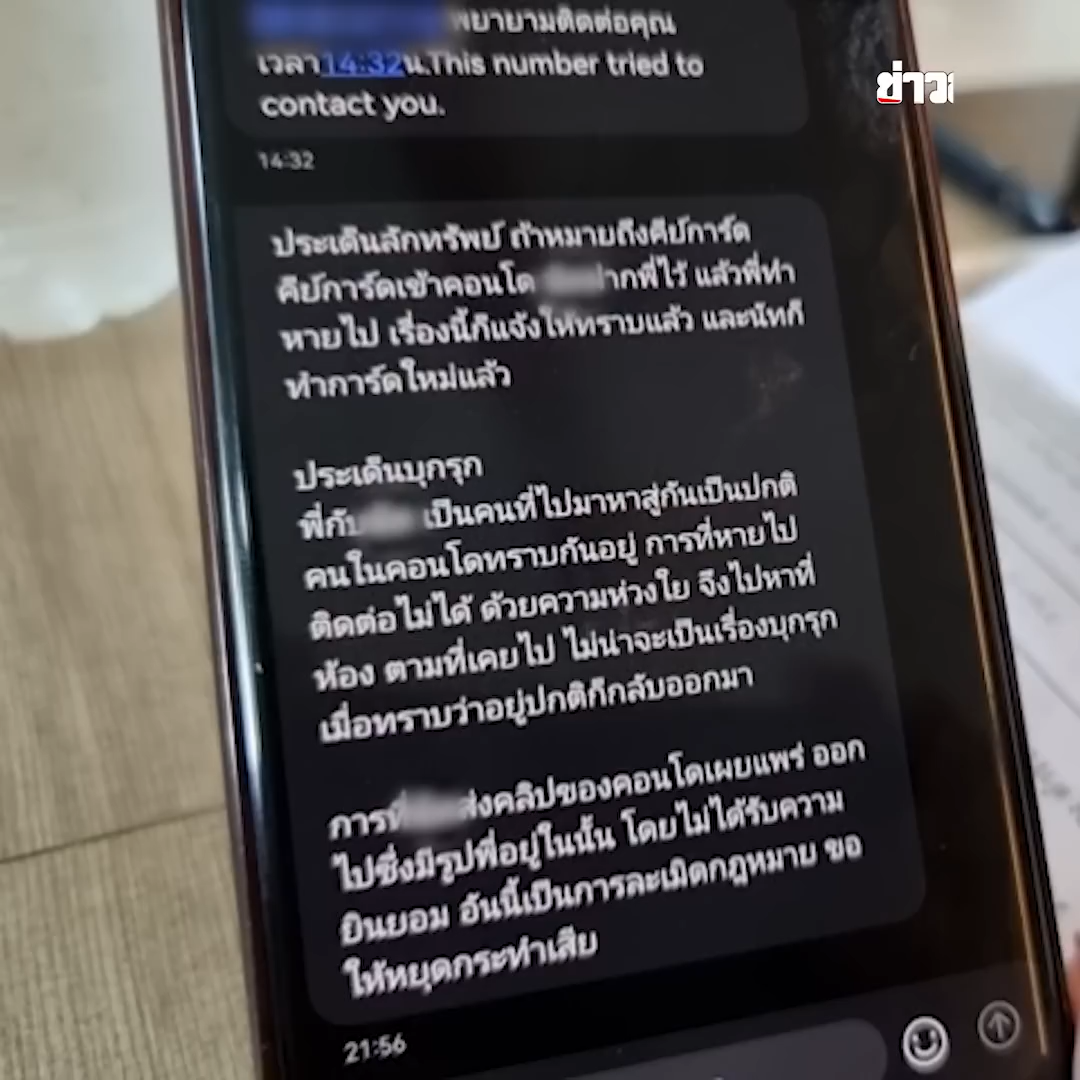 พยายามติดต่อคุณ
เวลา14:32น.This number tried to
contact you.
ข่าว
14:32
ประเด็นลักทรัพย์ ถ้าหมายถึงคีย์การ์ด
คีย์การ์ดเข้าคอนโด ากพี่ไว้ แล้วพี่ทำ
หายไป เรื่องนี้ก็แจ้งให้ทราบแล้ว และนัทก็
ทำการ์ดใหม่แล้ว
ประเด็นบุกรุก
พี่กับ เป็นคนที่ไปมาหาสู่กันเป็นปกติ
คนในคอนโดทราบกันอยู่ การที่หายไป
ติดต่อไม่ได้ ด้วยความห่วงใย จึงไปหาที่
ห้อง ตามที่เคยไป ไม่น่าจะเป็นเรื่องบุกรุก
เมื่อทราบว่าอยู่ปกติก็กลับออกมา
การที่ ส่งคลิปของคอนโดเผยแพร่ ออก
ไปซึ่งมีรูปที่อยู่ในนั้น โดยไม่ได้รับความ
ยินยอม อันนี้เป็นการละเมิดกฎหมาย ขอ
ให้หยุดกระทำเสีย
21:56